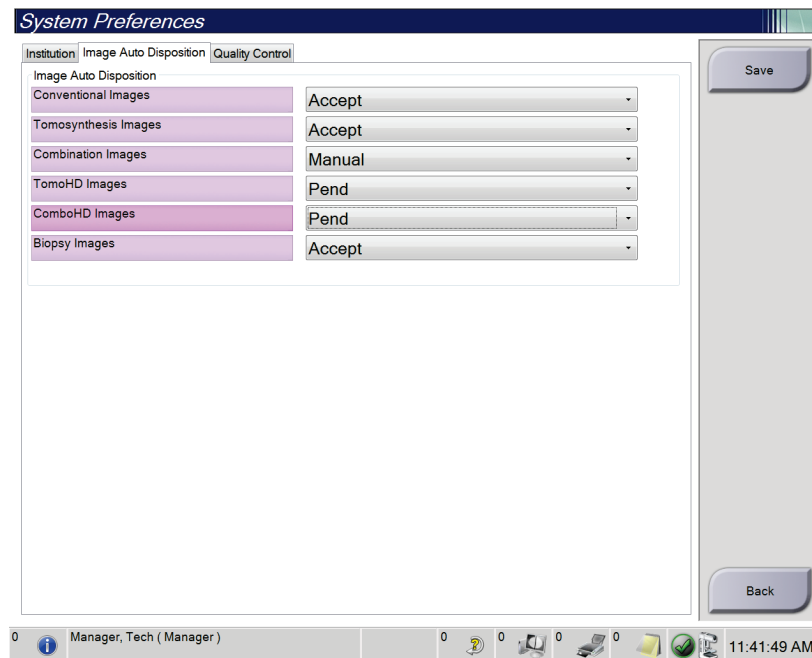 System Preferences
Institution Image Auto Disposition Quality Control
Image Auto Disposition
Conventional Images Accept
Tomosynthesis Images Accept
Combination Images Manual
TomoHD Images Pend
ComboHD Images Pend
Biopsy Images Accept
Save
Back
0 Manager, Tech ( Manager ) 0 0 0 0 11:41:49 AM